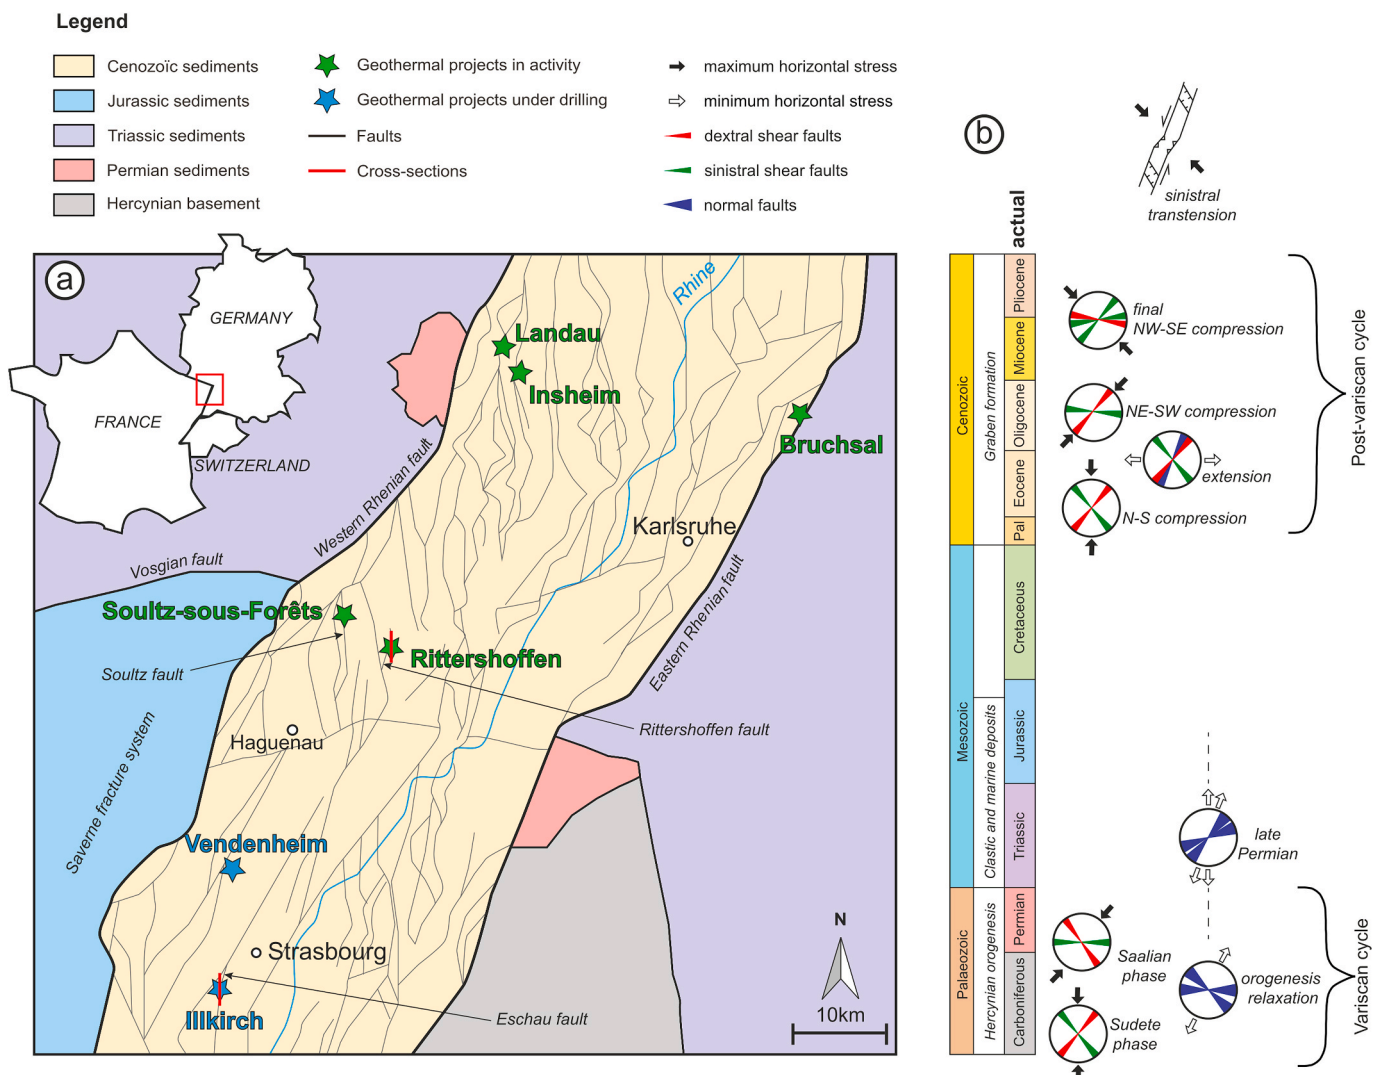 Legend
Cenozoïc sediments
Jurassic sediments
Triassic sediments
Permian sediments
Hercynian basement
Geothermal projects in activity
Geothermal projects under drilling
Faults
Cross-sections
maximum horizontal stress
minimum horizontal stress
dextral shear faults
sinistral shear faults
normal faults
a
GERMANY
FRANCE
SWITZERLAND
Rhine
Landau
Insheim
Bruchsal
Western Rhenian fault
Karlsruhe
Vosgian fault
Eastern Rhenian fault
Soultz-sous-Forêts
Rittershoffen
Soultz fault
Rittershoffen fault
Haguenau
Saverne fracture system
Vendenheim
Strasbourg
Illkirch
Eschau fault
N
10km
b
sinistral
transtension
actual
Cenozoic
Mesozoic
Palaeozoic
Graben formation
Clastic and marine deposits
Hercynian orogenesis
Pliocene
Miocene
Oligocene
Eocene
Pal
Cretaceous
Jurassic
Triassic
Permian
Carboniferous
final
NW-SE compression
NE-SW compression
extension
N-S compression
late
Permian
Saalian
phase
orogenesis
relaxation
Sudete
phase
Post-variscan cycle
Variscan cycle